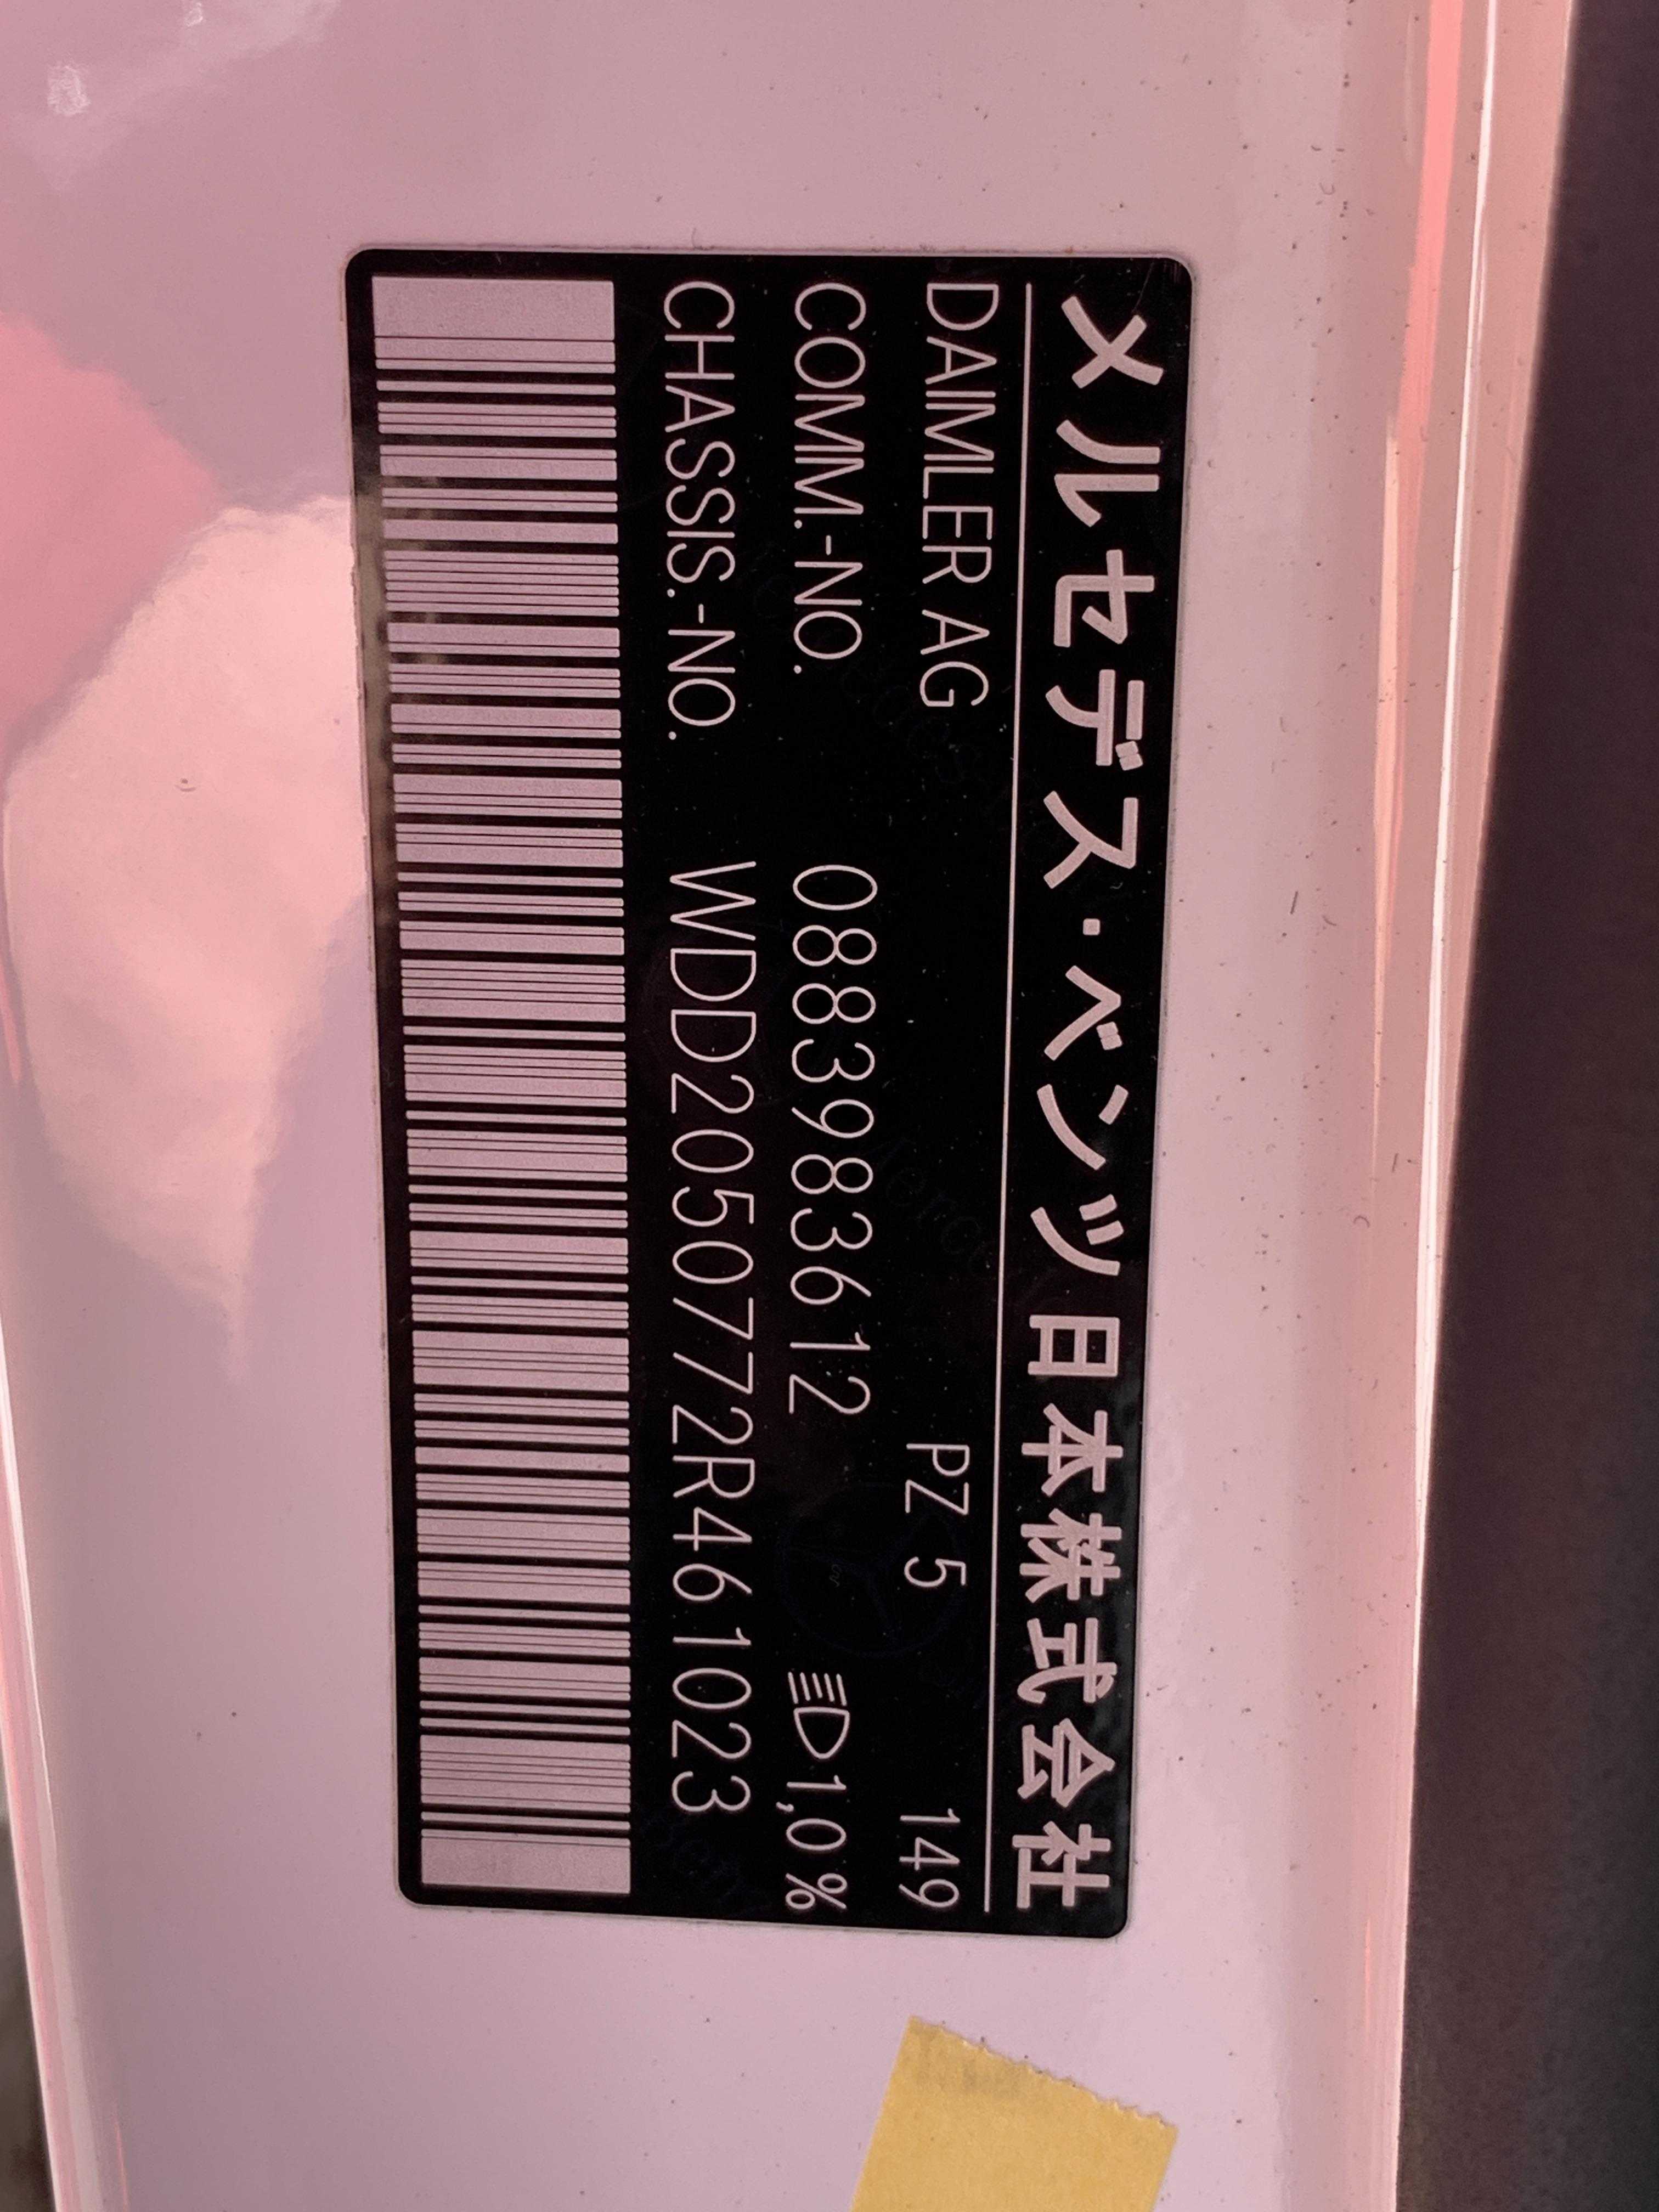 メルセデス・ベンツ日本株式会社
DAIMLER AG PZ 5 149
COMM.-NO. 0883983612 1,0 %
CHASSIS.-NO. WDD2050772R461023